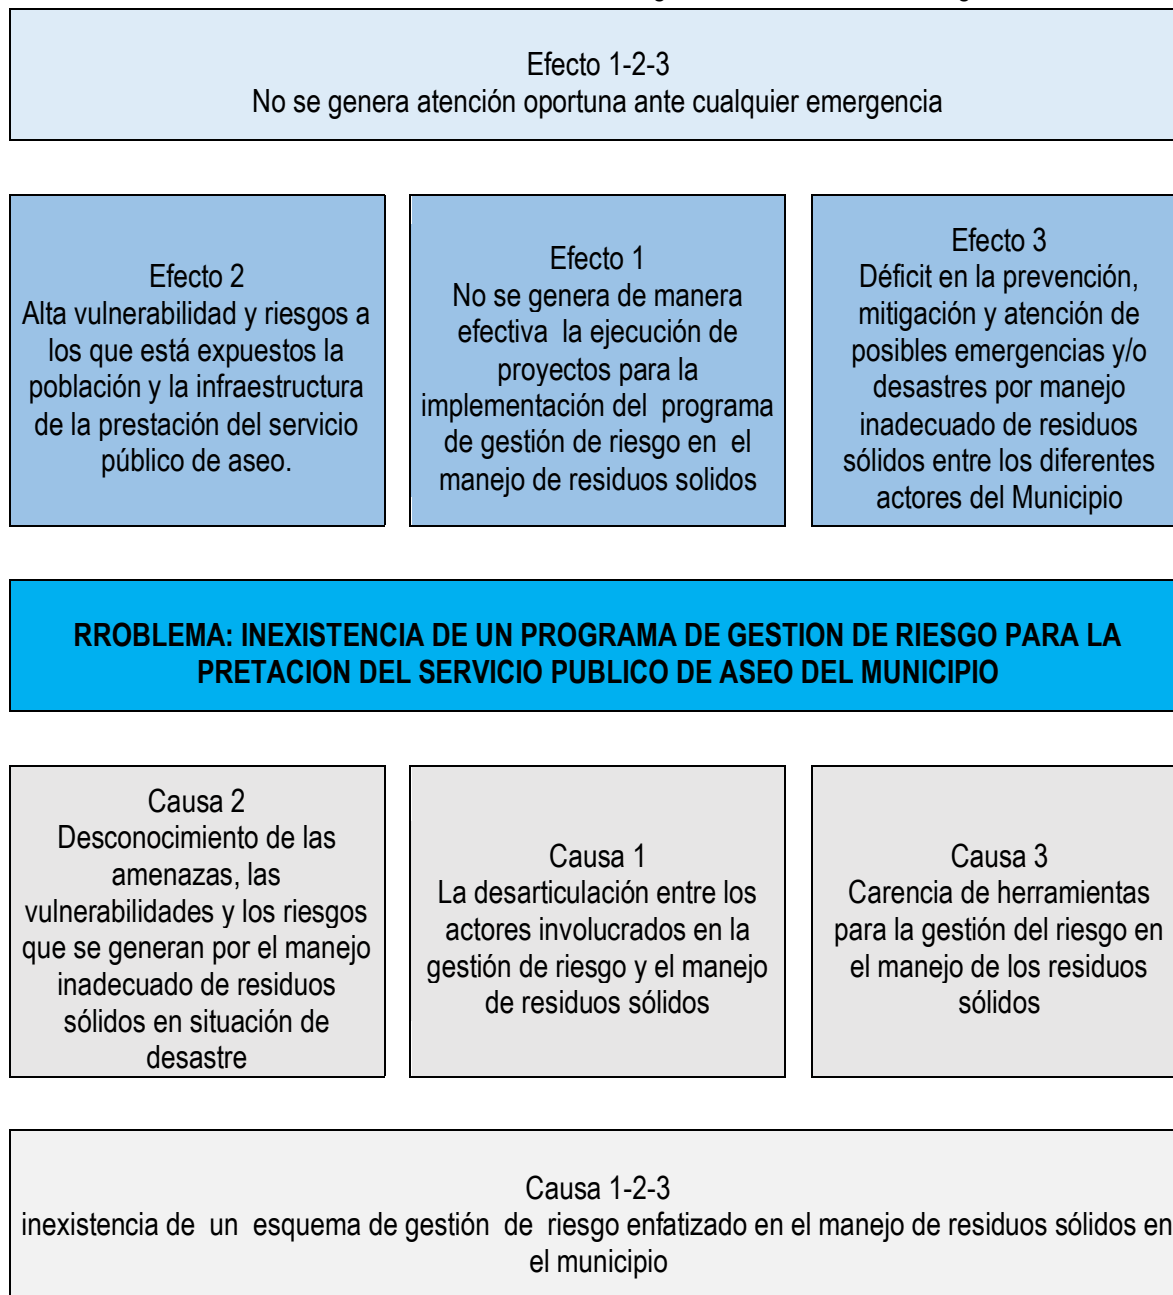 Efecto 1-2-3
No se genera atención oportuna ante cualquier emergencia
Efecto 2
Alta vulnerabilidad y riesgos a
los que está expuestos la
población y la infraestructura
de la prestación del servicio
público de aseo.
Efecto 1
No se genera de manera
efectiva  la ejecución de
proyectos para la
implementación del  programa
de gestión de riesgo en  el
manejo de residuos solidos
Efecto 3
Déficit en la prevención,
mitigación y atención de
posibles emergencias y/o
desastres por manejo
inadecuado de residuos
sólidos entre los diferentes
actores del Municipio
RROBLEMA: INEXISTENCIA DE UN PROGRAMA DE GESTION DE RIESGO PARA LA
PRETACION DEL SERVICIO PUBLICO DE ASEO DEL MUNICIPIO
Causa 2
Desconocimiento de las
amenazas, las
vulnerabilidades y los riesgos
que se generan por el manejo
inadecuado de residuos
sólidos en situación de
desastre
Causa 1
La desarticulación entre los
actores involucrados en la
gestión de riesgo y el manejo
de residuos sólidos
Causa 3
Carencia de herramientas
para la gestión del riesgo en
el manejo de los residuos
sólidos
Causa 1-2-3
inexistencia de  un  esquema de gestión  de  riesgo enfatizado en el manejo de residuos sólidos en
el municipio